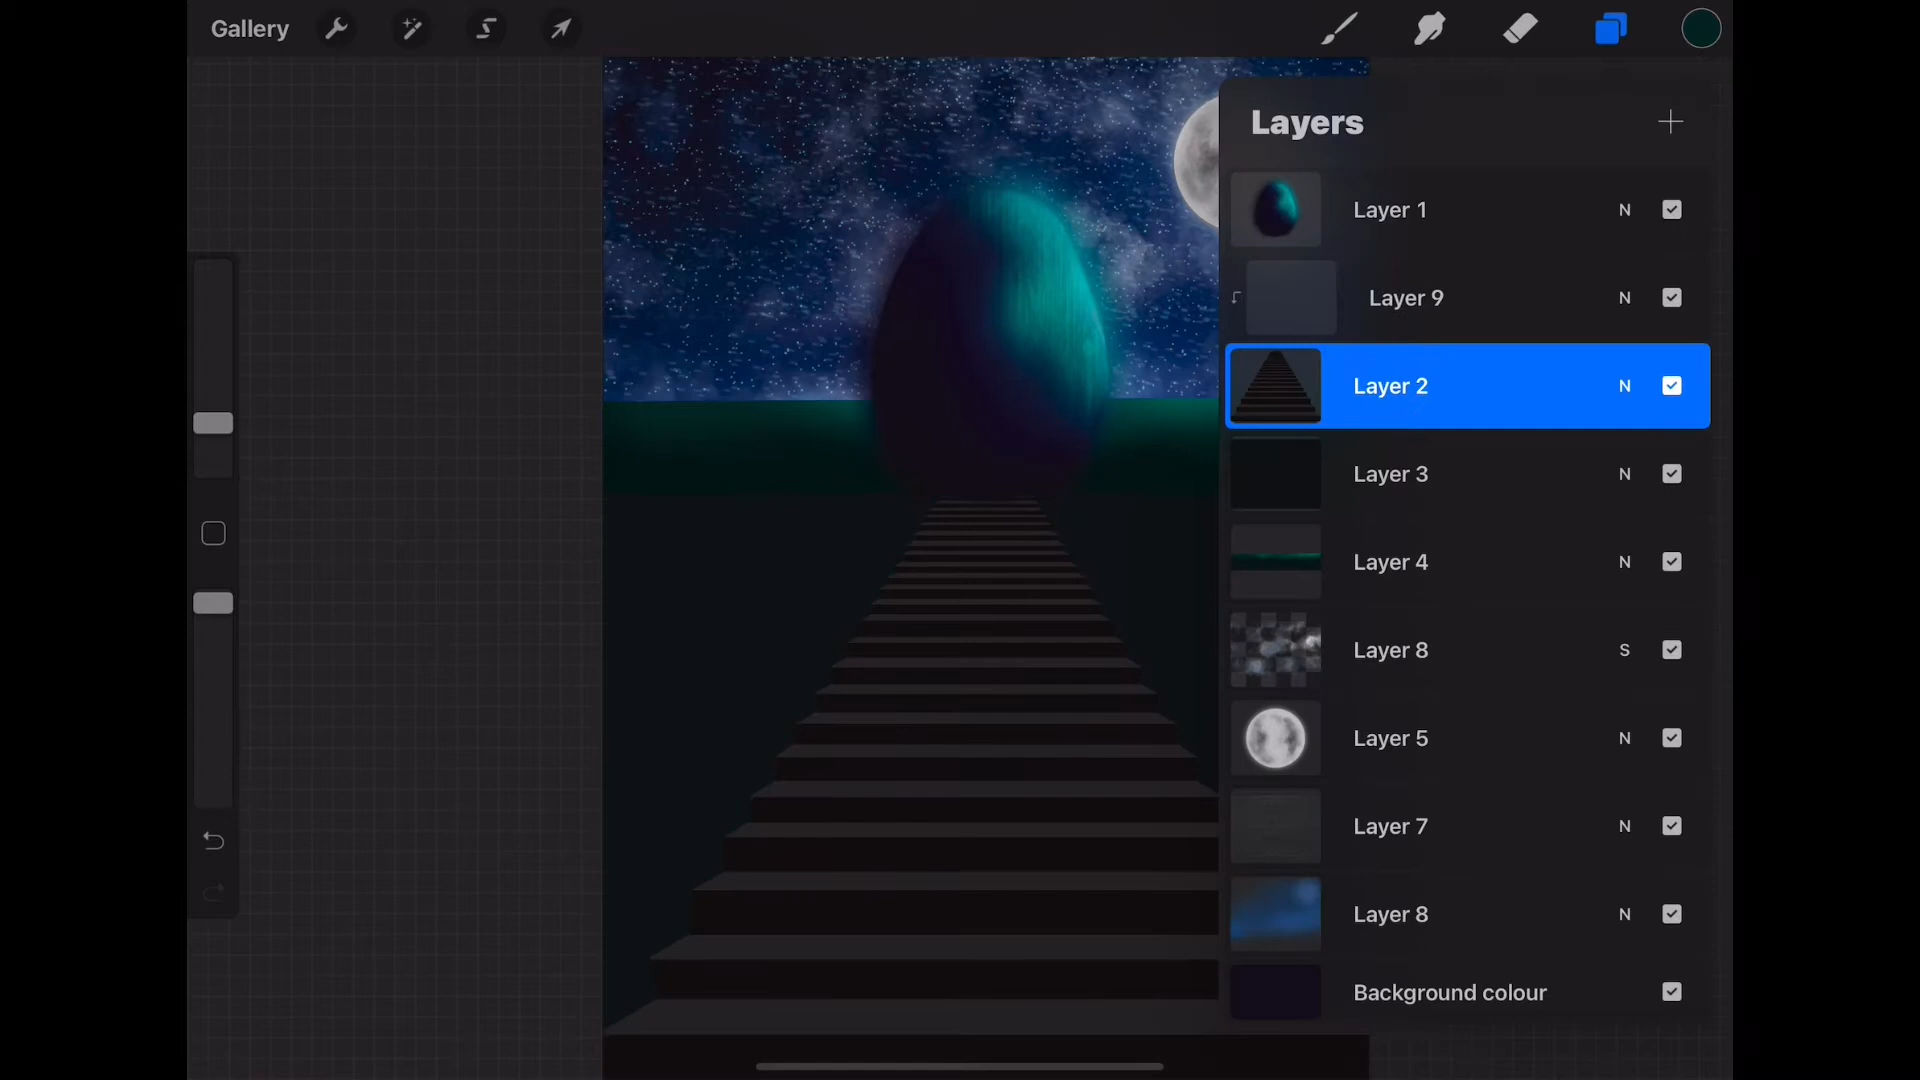 Gallery
Layers
Layer 1 N
Layer 9 N
Layer 2 N
Layer 3 N
Layer 4 N
Layer 8 S
Layer 5 N
Layer 7 N
Layer 8 N
Background colour